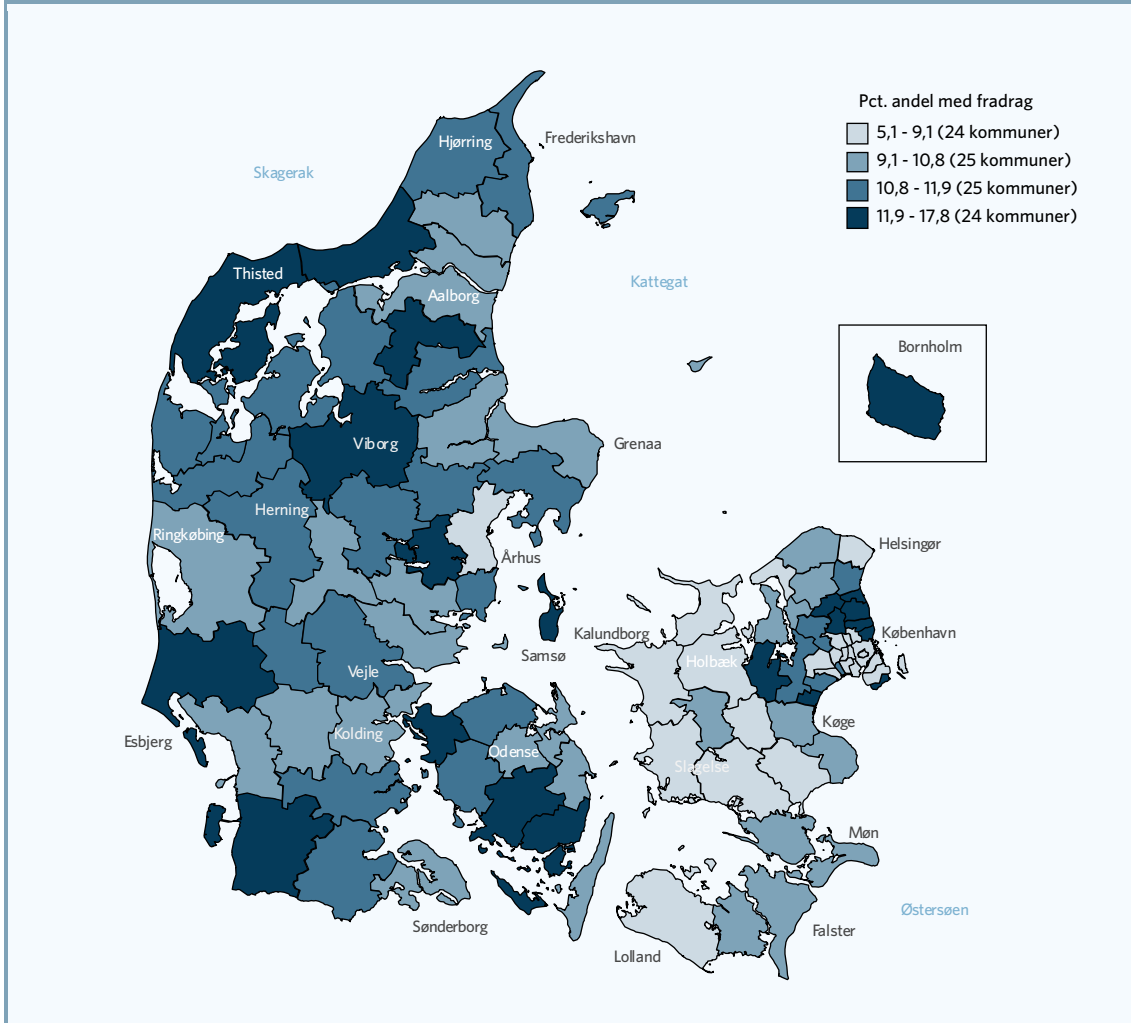 Pct. andel med fradrag
5,1 - 9,1 (24 kommuner)
9,1 - 10,8 (25 kommuner)
10,8 - 11,9 (25 kommuner)
11,9 - 17,8 (24 kommuner)
Hjørring
Frederikshavn
Skagerak
Thisted
Kattegat
Aalborg
Bornholm
Viborg
Grenaa
Herning
Ringkøbing
Helsingør
Århus
Kalundborg
København
Samsø
Holbæk
Vejle
Køge
Esbjerg
Kolding
Odense
Slagelse
Møn
Østersøen
Sønderborg
Falster
Lolland